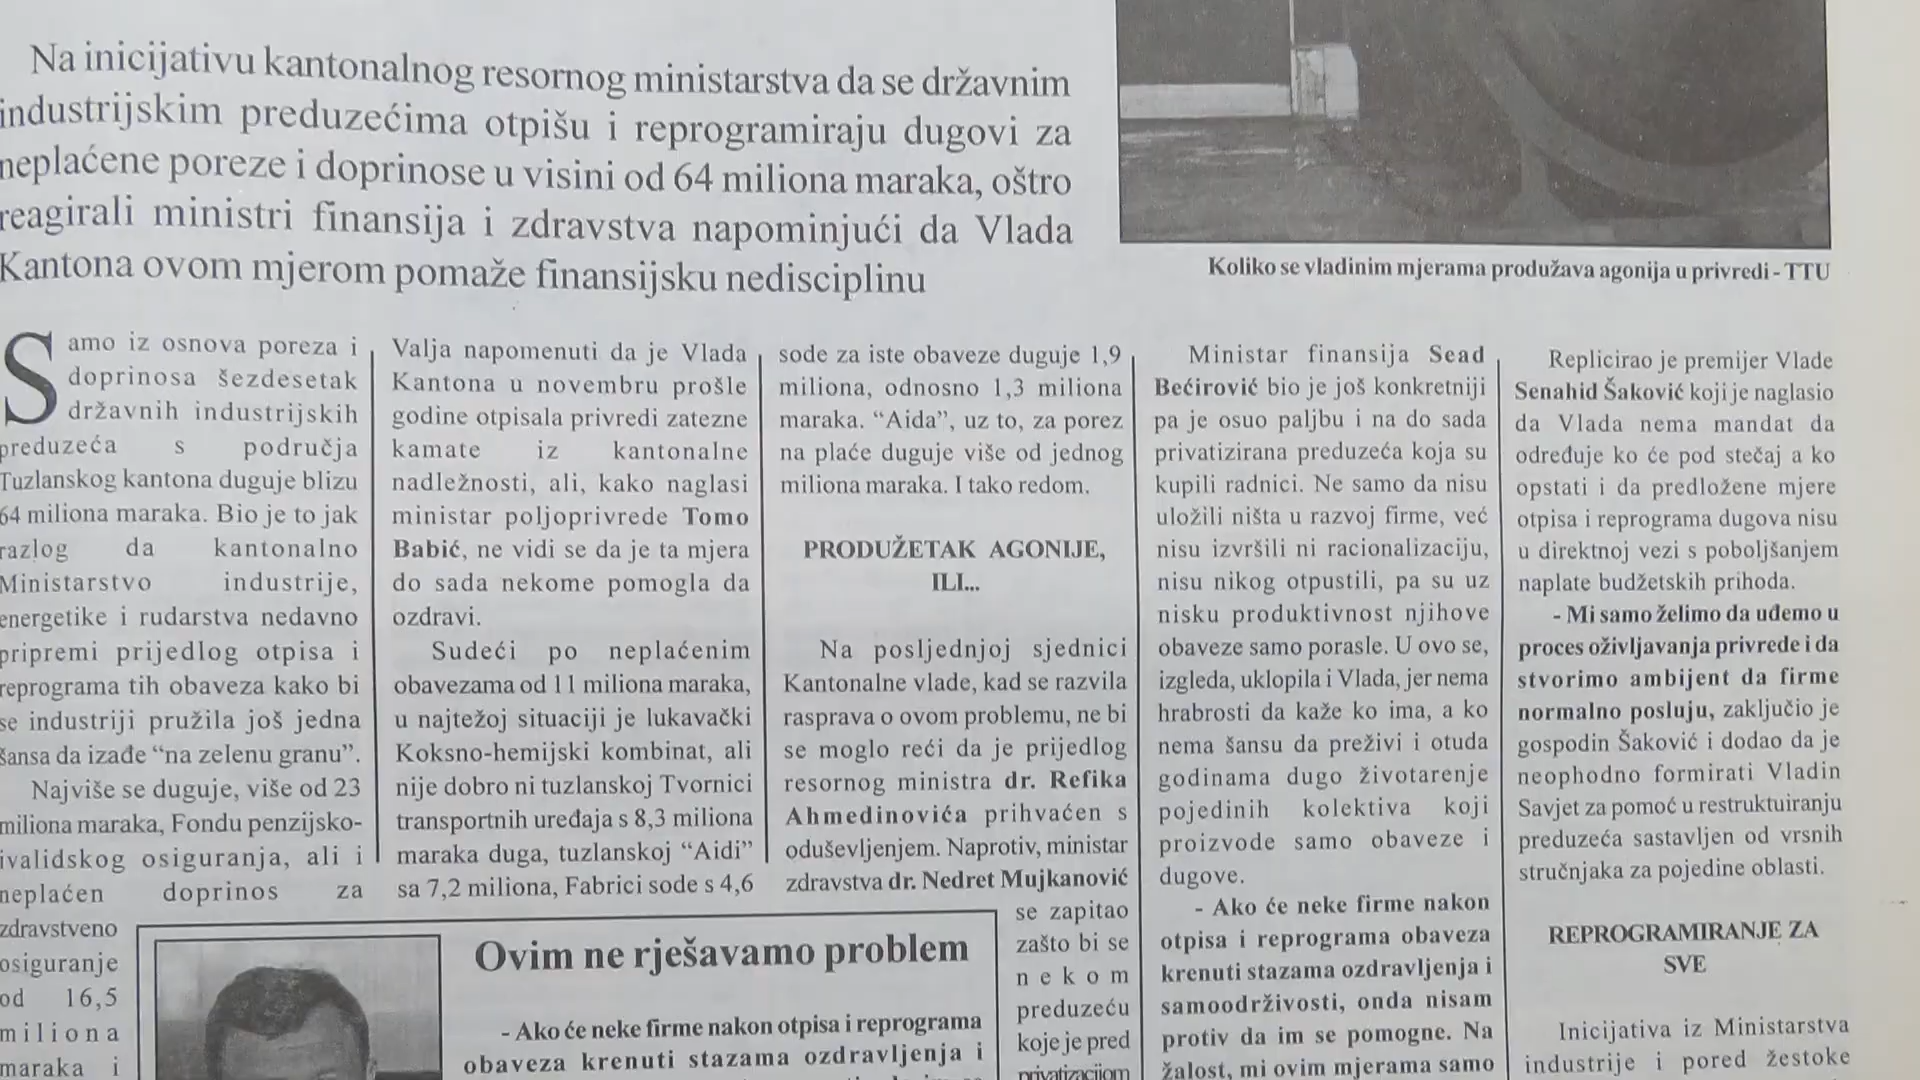 Na inicijativu kantonalnog resornog ministarstva da se državnim
industrijskim preduzećima otpišu i reprogramiraju dugovi za
neplaćene poreze i doprinose u visini od 64 miliona maraka, oštro
reagirali ministri finansija i zdravstva napominjući da Vlada
Kantona ovom mjerom pomaže finansijsku nedisciplinu
Koliko se vladinim mjerama produžava agonija u privredi - TTU
Samo iz osnova poreza i
doprinosa šezdesetak
državnih industrijskih
preduzeća s područja
Tuzlanskog kantona duguje blizu
64 miliona maraka. Bio je to jak
razlog da kantonalno
Ministarstvo industrije,
energetike i rudarstva nedavno
pripremi prijedlog otpisa i
reprograma tih obaveza kako bi
se industriji pružila još jedna
šansa da izađe “na zelenu granu”.
Najviše se duguje, više od 23
miliona maraka, Fondu penzijsko-
ivalidskog osiguranja, ali i
neplaćen doprinos za
zdravstveno
osiguranje
od 16,5
miliona
maraka i
Valja napomenuti da je Vlada
Kantona u novembru prošle
godine otpisala privredi zatezne
kamate iz kantonalne
nadležnosti, ali, kako naglasi
ministar poljoprivrede Tomo
Babić, ne vidi se da je ta mjera
do sada nekome pomogla da
ozdravi.
Sudeći po neplaćenim
obavezama od 11 miliona maraka,
u najtežoj situaciji je lukavački
Koksno-hemijski kombinat, ali
nije dobro ni tuzlanskoj Tvornici
transportnih uređaja s 8,3 miliona
maraka duga, tuzlanskoj “Aidi”
sa 7,2 miliona, Fabrici sode s 4,6
sode za iste obaveze duguje 1,9
miliona, odnosno 1,3 miliona
maraka. “Aida”, uz to, za porez
na plaće duguje više od jednog
miliona maraka. I tako redom.
PRODUŽETAK AGONIJE,
ILI...
Na posljednjoj sjednici
Kantonalne vlade, kad se razvila
rasprava o ovom problemu, ne bi
se moglo reći da je prijedlog
resornog ministra dr. Refika
Ahmedinovića prihvaćen s
oduševljenjem. Naprotiv, ministar
zdravstva dr. Nedret Mujkanović
se zapitao
zašto bi se
nekom
preduzeću
koje je pred
privatizacijom
Ministar finansija Sead
Bećirović bio je još konkretniji
pa je osuo paljbu i na do sada
privatizirana preduzeća koja su
kupili radnici. Ne samo da nisu
uložili ništa u razvoj firme, već
nisu izvršili ni racionalizaciju,
nisu nikog otpustili, pa su uz
nisku produktivnost njihove
obaveze samo porasle. U ovo se,
izgleda, uklopila i Vlada, jer nema
hrabrosti da kaže ko ima, a ko
nema šansu da preživi i otuda
godinama dugo životarenje
pojedinih kolektiva koji
proizvode samo obaveze i
dugove.
- Ako će neke firme nakon
otpisa i reprograma obaveza
krenuti stazama ozdravljenja i
samoodrživosti, onda nisam
protiv da im se pomogne. Na
žalost, mi ovim mjerama samo
Replicirao je premijer Vlade
Senahid Šaković koji je naglasio
da Vlada nema mandat da
određuje ko će pod stečaj a ko
opstati i da predložene mjere
otpisa i reprograma dugova nisu
u direktnoj vezi s poboljšanjem
naplate budžetskih prihoda.
- Mi samo želimo da uđemo u
proces oživljavanja privrede i da
stvorimo ambijent da firme
normalno posluju, zaključio je
gospodin Šaković i dodao da je
neophodno formirati Vladin
Savjet za pomoć u restruktuiranju
preduzeća sastavljen od vrsnih
stručnjaka za pojedine oblasti.
REPROGRAMIRANJE ZA
SVE
Inicijativa iz Ministarstva
industrije i pored žestoke
Ovim ne rješavamo problem
- Ako će neke firme nakon otpisa i reprograma
obaveza krenuti stazama ozdravljenja i